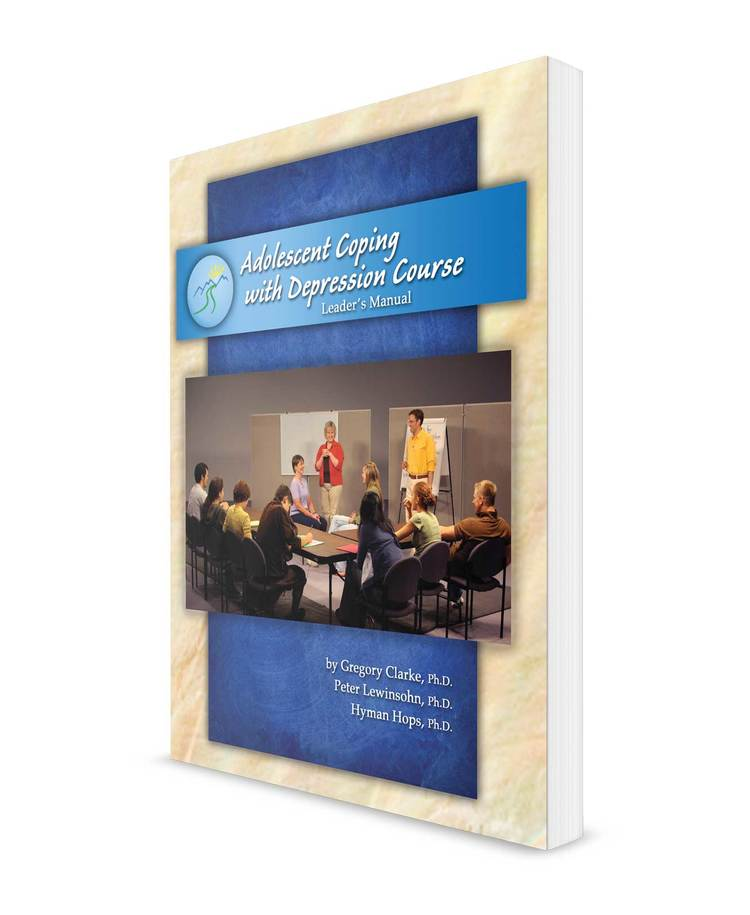 Adolescent Coping
with Depression Course
Leader's Manual
by Gregory Clarke, Ph.D.
Peter Lewinsohn, Ph.D.
Hyman Hops, Ph.D.